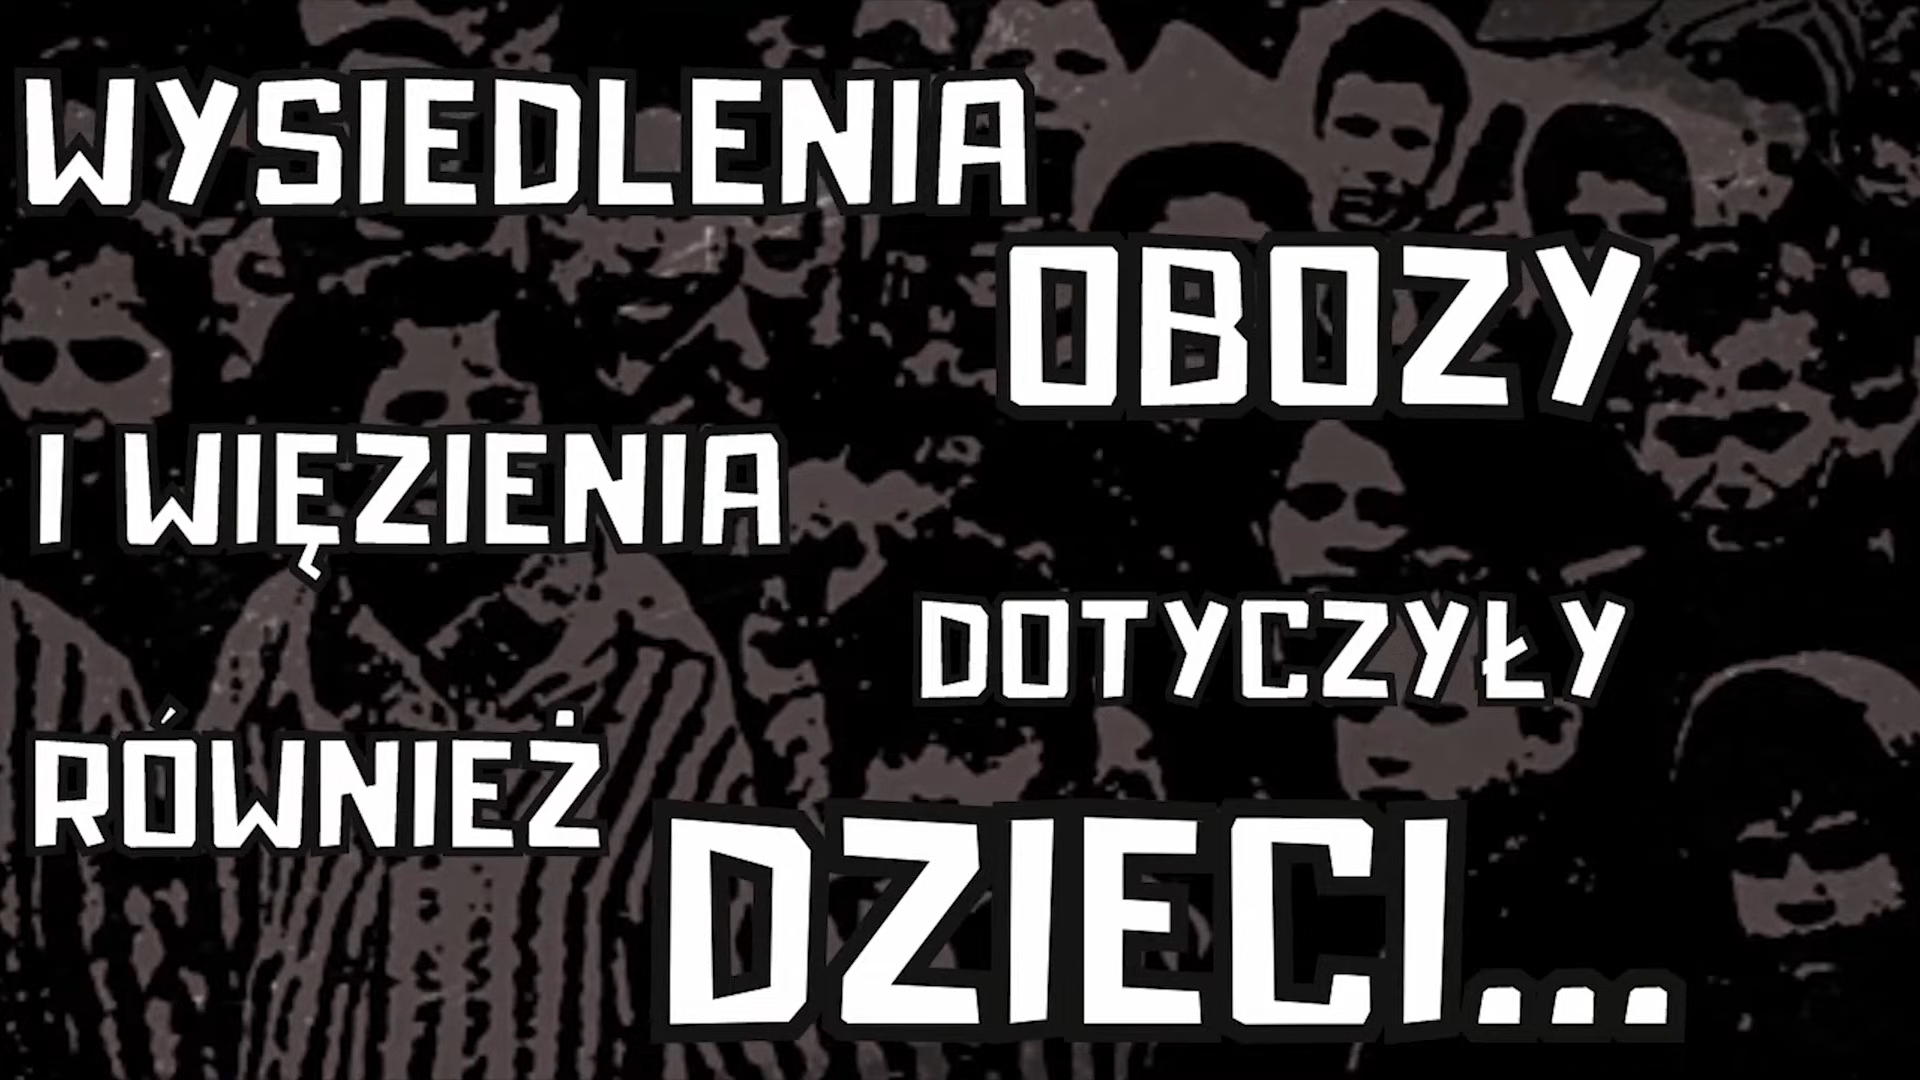 WYSIEDLENIA
OBOZY
I WIĘZIENIA
DOTYCZYŁY
RÓWNIEŻ
DZIECI...